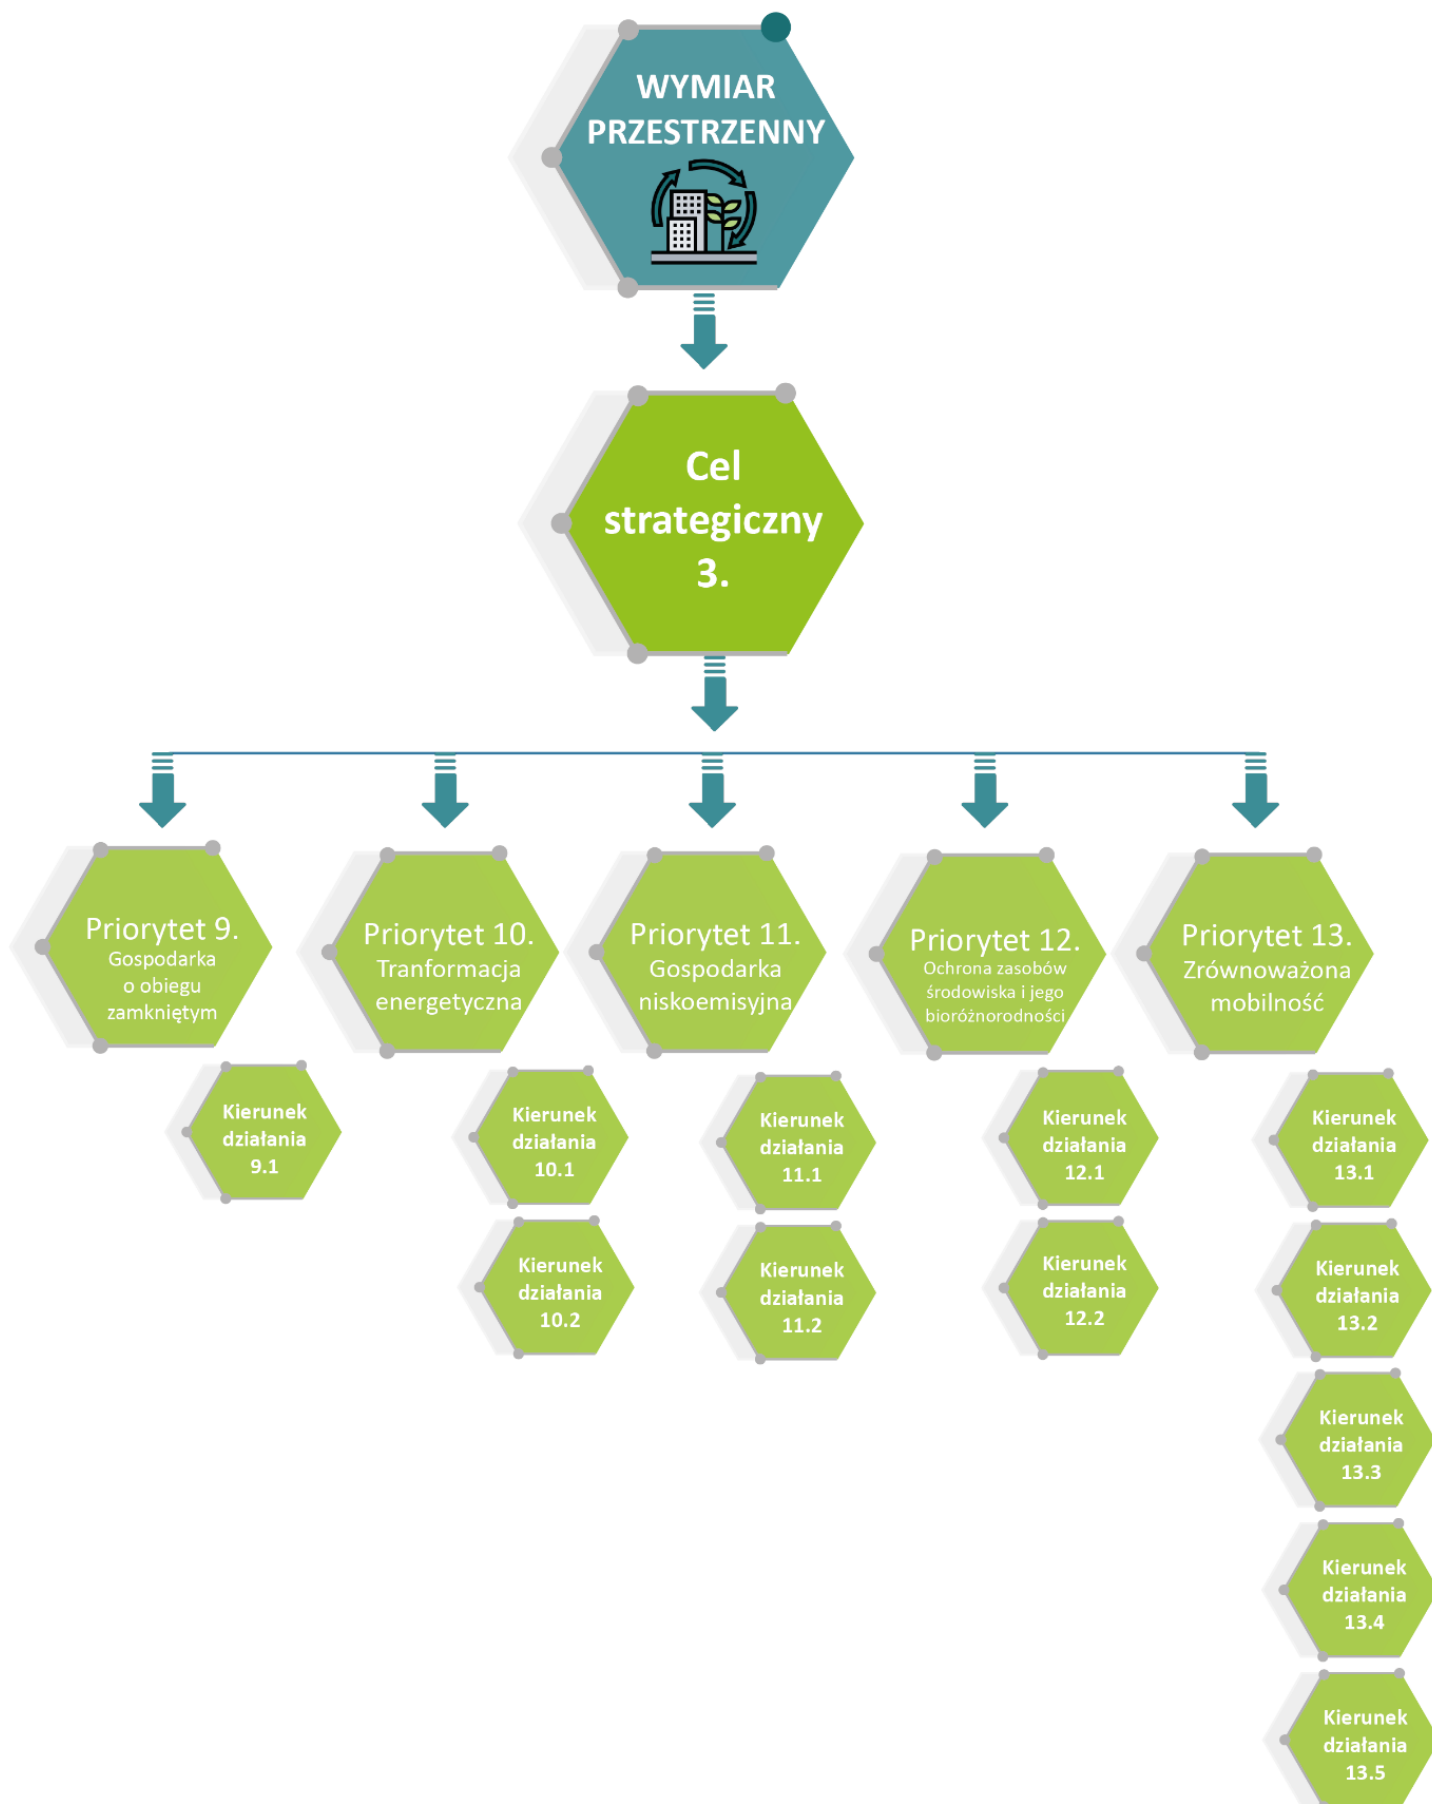 WYMIAR
PRZESTRZENNY
Cel
strategiczny
3.
Priorytet 9.
Gospodarka
o obiegu
zamkniętym
Kierunek
działania
9.1
Priorytet 10.
Tranformacja
energetyczna
Kierunek
działania
10.1
Kierunek
działania
10.2
Priorytet 11.
Gospodarka
niskoemisyjna
Kierunek
działania
11.1
Kierunek
działania
11.2
Priorytet 12.
Ochrona zasobów
środowiska i jego
bioróżnorodności
Kierunek
działania
12.1
Kierunek
działania
12.2
Priorytet 13.
Zrównoważona
mobilność
Kierunek
działania
13.1
Kierunek
działania
13.2
Kierunek
działania
13.3
Kierunek
działania
13.4
Kierunek
działania
13.5